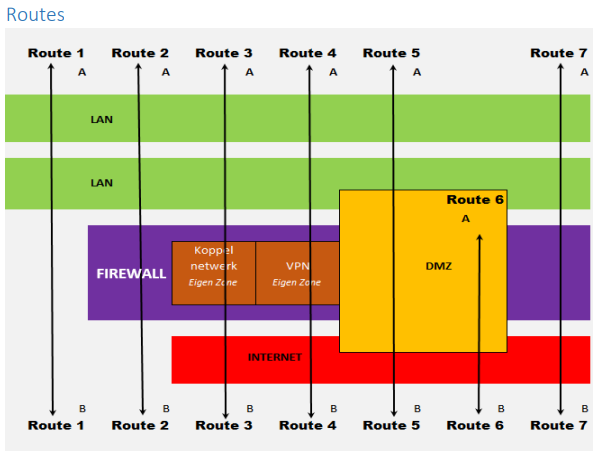 Routes
Route 1 Route 2 Route 3 Route 4 Route 5 Route 7
A A A A A A
LAN
LAN
Route 6
A
Koppel
netwerk
Eigen Zone
VPN
Eigen Zone
FIREWALL
DMZ
INTERNET
B B B B B B B
Route 1 Route 2 Route 3 Route 4 Route 5 Route 6 Route 7